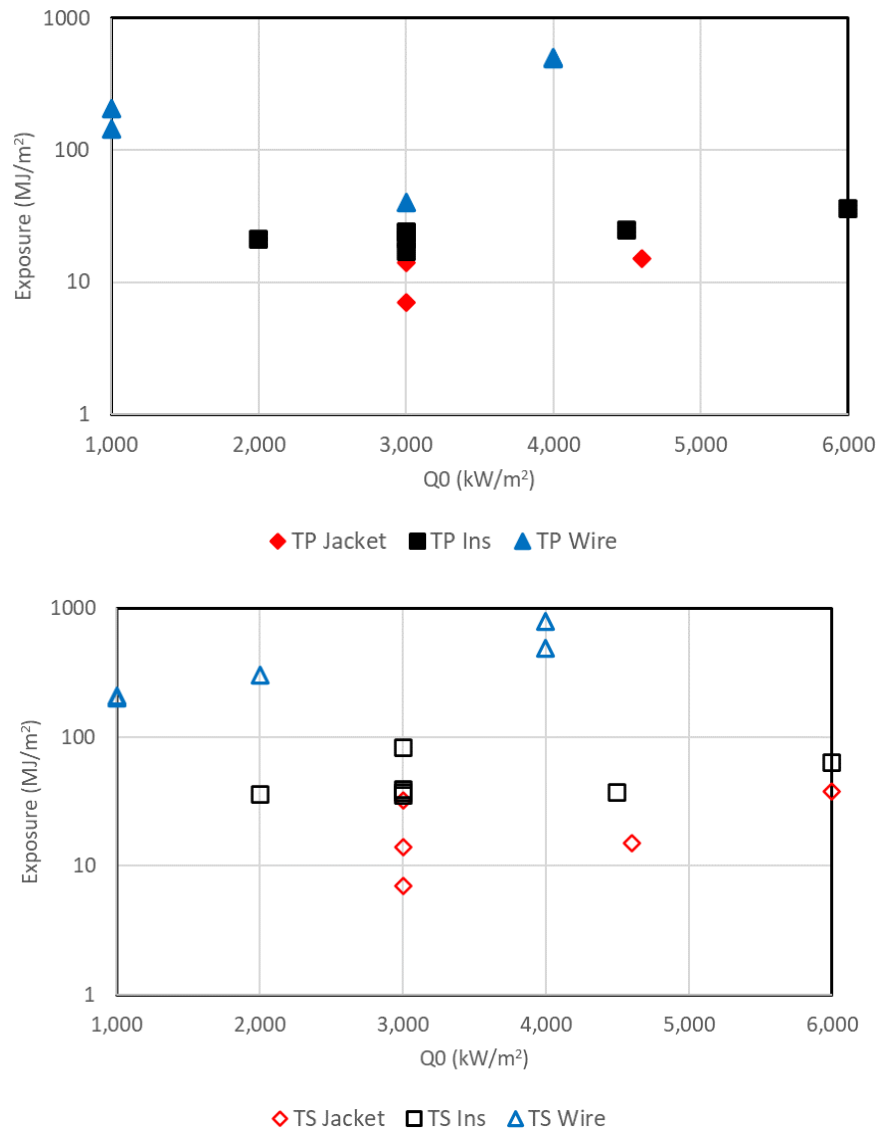 1000
100
10
1
Exposure (MJ/m²)
1,000 2,000 3,000 4,000 5,000 6,000
Q0 (kW/m²)
TP Jacket TP Ins TP Wire
1000
100
10
1
Exposure (MJ/m²)
1,000 2,000 3,000 4,000 5,000 6,000
Q0 (kW/m²)
TS Jacket TS Ins TS Wire